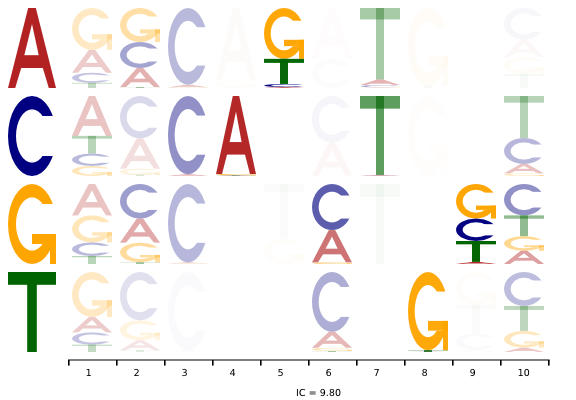 A G G C A G C T G C
A C T A A
C A
T
C A C C A C T C T
T A A C
C A
G A C C T C T G C
G A G A C T
T G T G
A
T G C C C G G C
A G A T T
C C G
T
1 2 3 4 5 6 7 8 9 10
IC = 9.80